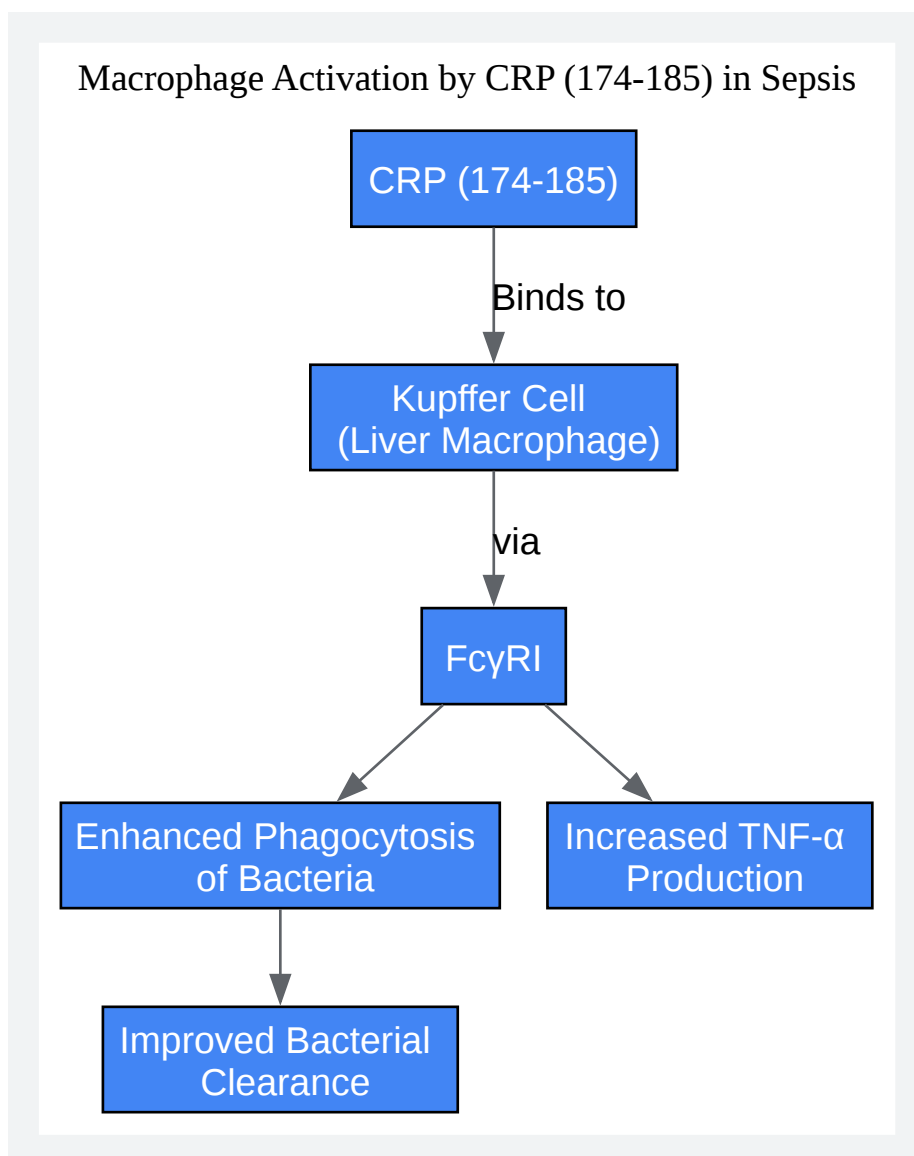 Macrophage Activation by CRP (174-185) in Sepsis
CRP (174-185)
Binds to
Kupffer Cell
(Liver Macrophage)
via
FcγRI
Enhanced Phagocytosis
of Bacteria
Increased TNF-α
Production
Improved Bacterial
Clearance